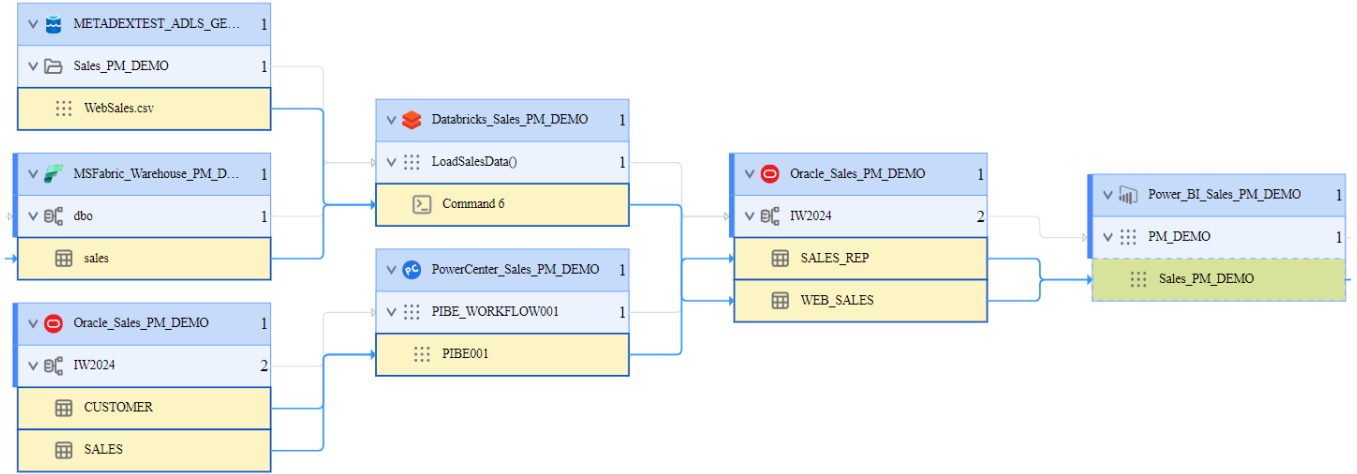 METADEXTEST_ADLS_GE... 1
Sales_PM_DEMO 1
WebSales.csv
MSFabric_Warehouse_PM_D... 1
dbo 1
sales
Oracle_Sales_PM_DEMO 1
IW2024 2
CUSTOMER
SALES
Databricks_Sales_PM_DEMO 1
LoadSalesData() 1
Command 6
PC PowerCenter_Sales_PM_DEMO 1
PIBE_WORKFLOW001 1
PIBE001
Oracle_Sales_PM_DEMO 1
IW2024 2
SALES_REP
WEB_SALES
Power_BI_Sales_PM_DEMO 1
PM_DEMO 1
Sales_PM_DEMO